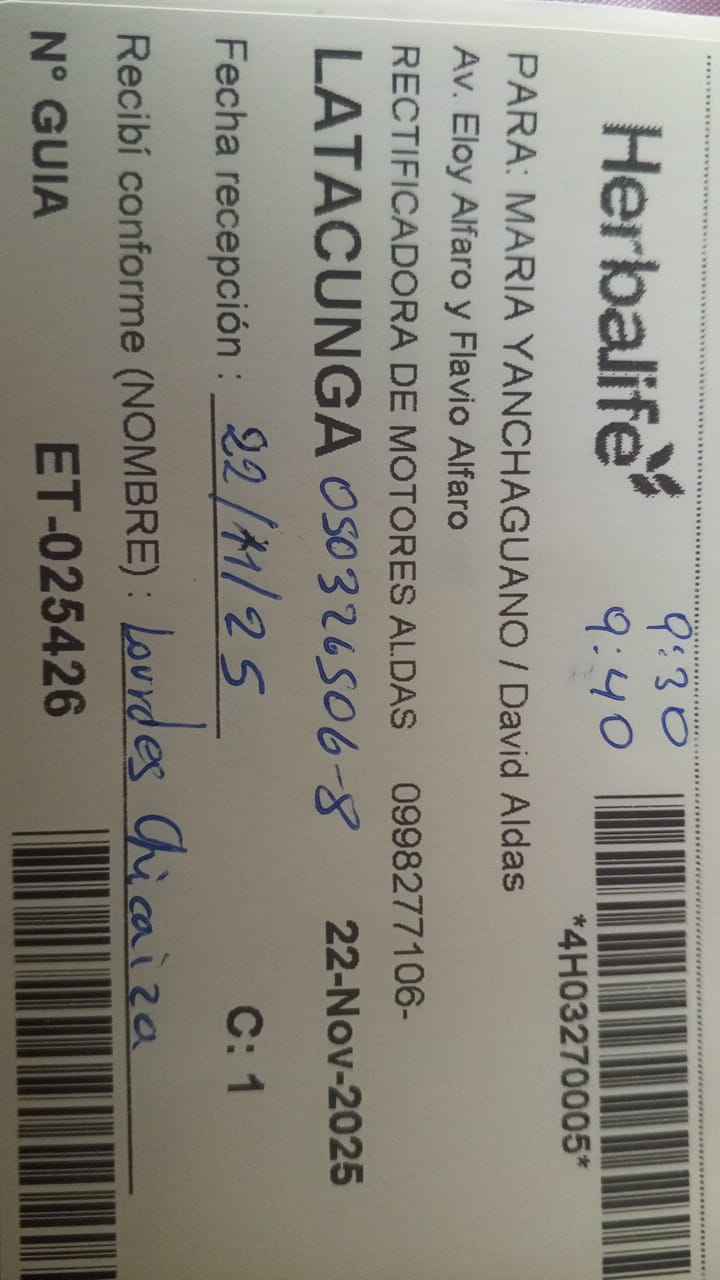 Herbalife
9:30
9:40
*4H03270005*
PARA: MARIA YANCHAGUANO / David Aldas
Av. Eloy Alfaro y Flavio Alfaro
RECTIFICADORA DE MOTORES ALDAS 0998277106-
LATACUNGA 050326506-8 22-Nov-2025
Fecha recepción : 22/11/25 C: 1
Recibí conforme (NOMBRE) : Lourdes Chicaiza
N° GUIA ET-025426